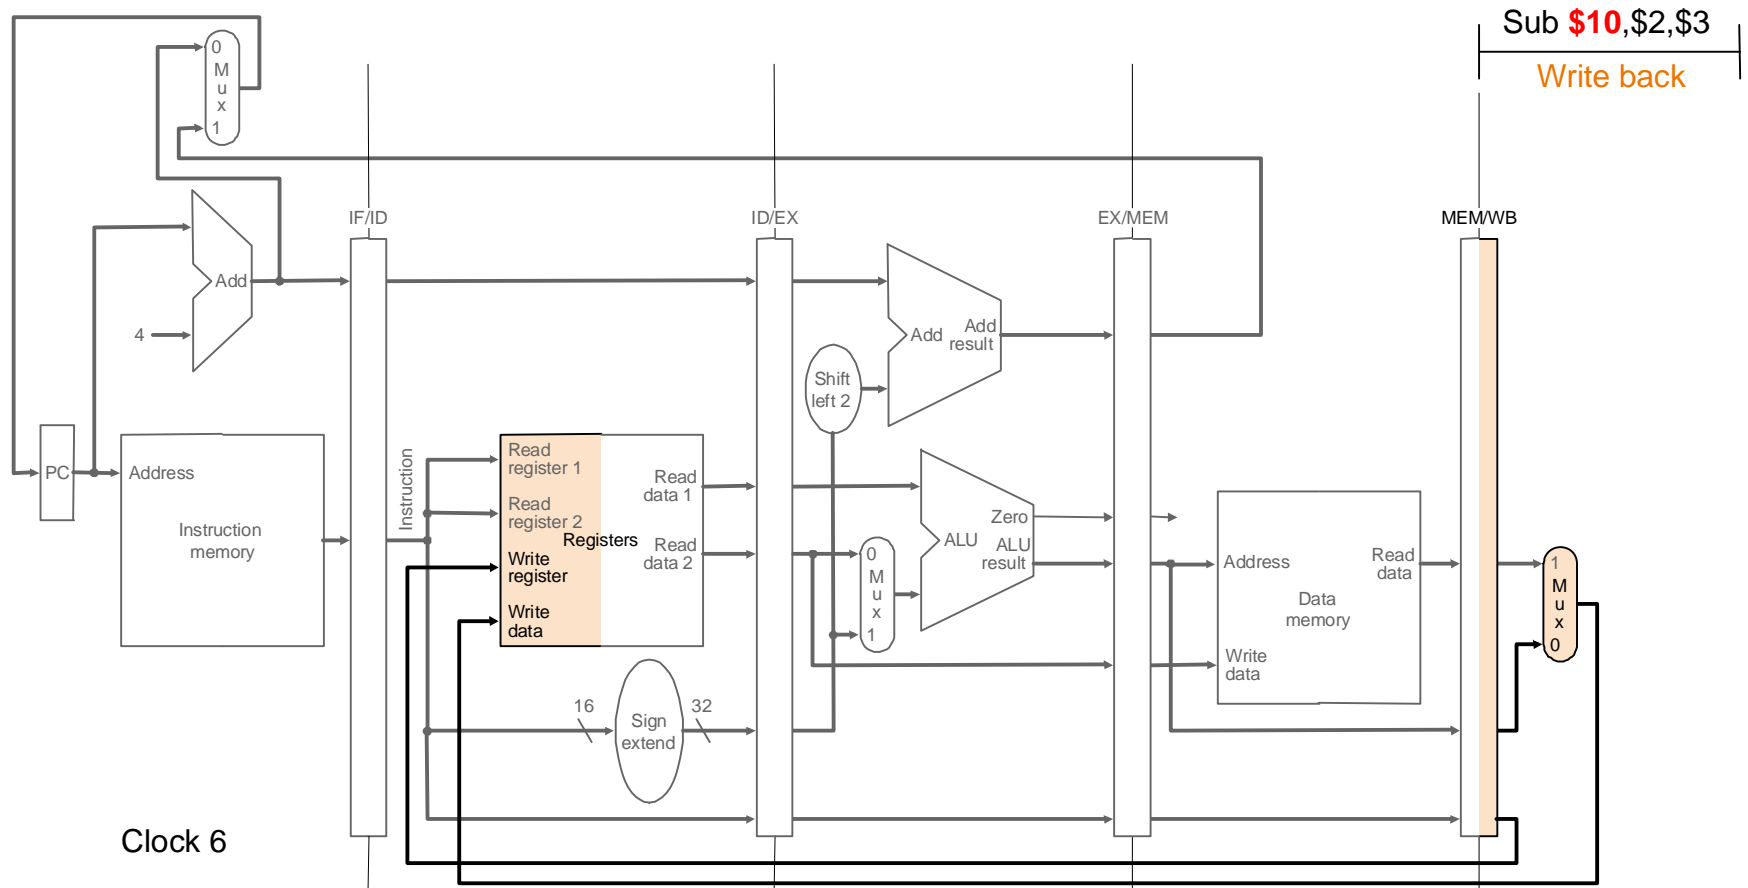 Sub $10,$2,$3
Write back
0
M
u
x
1
IF/ID
ID/EX
EX/MEM
MEM/WB
Add
4
Add
Add
result
Shift
left 2
PC
Address
Instruction
memory
Instruction
Read
register 1
Read
register 2
Write
register
Write
data
Registers
Read
data 1
Read
data 2
0
M
u
x
1
Zero
ALU
ALU
result
Address
Read
data
Data
memory
Write
data
1
M
u
x
0
16
Sign
extend
32
Clock 6